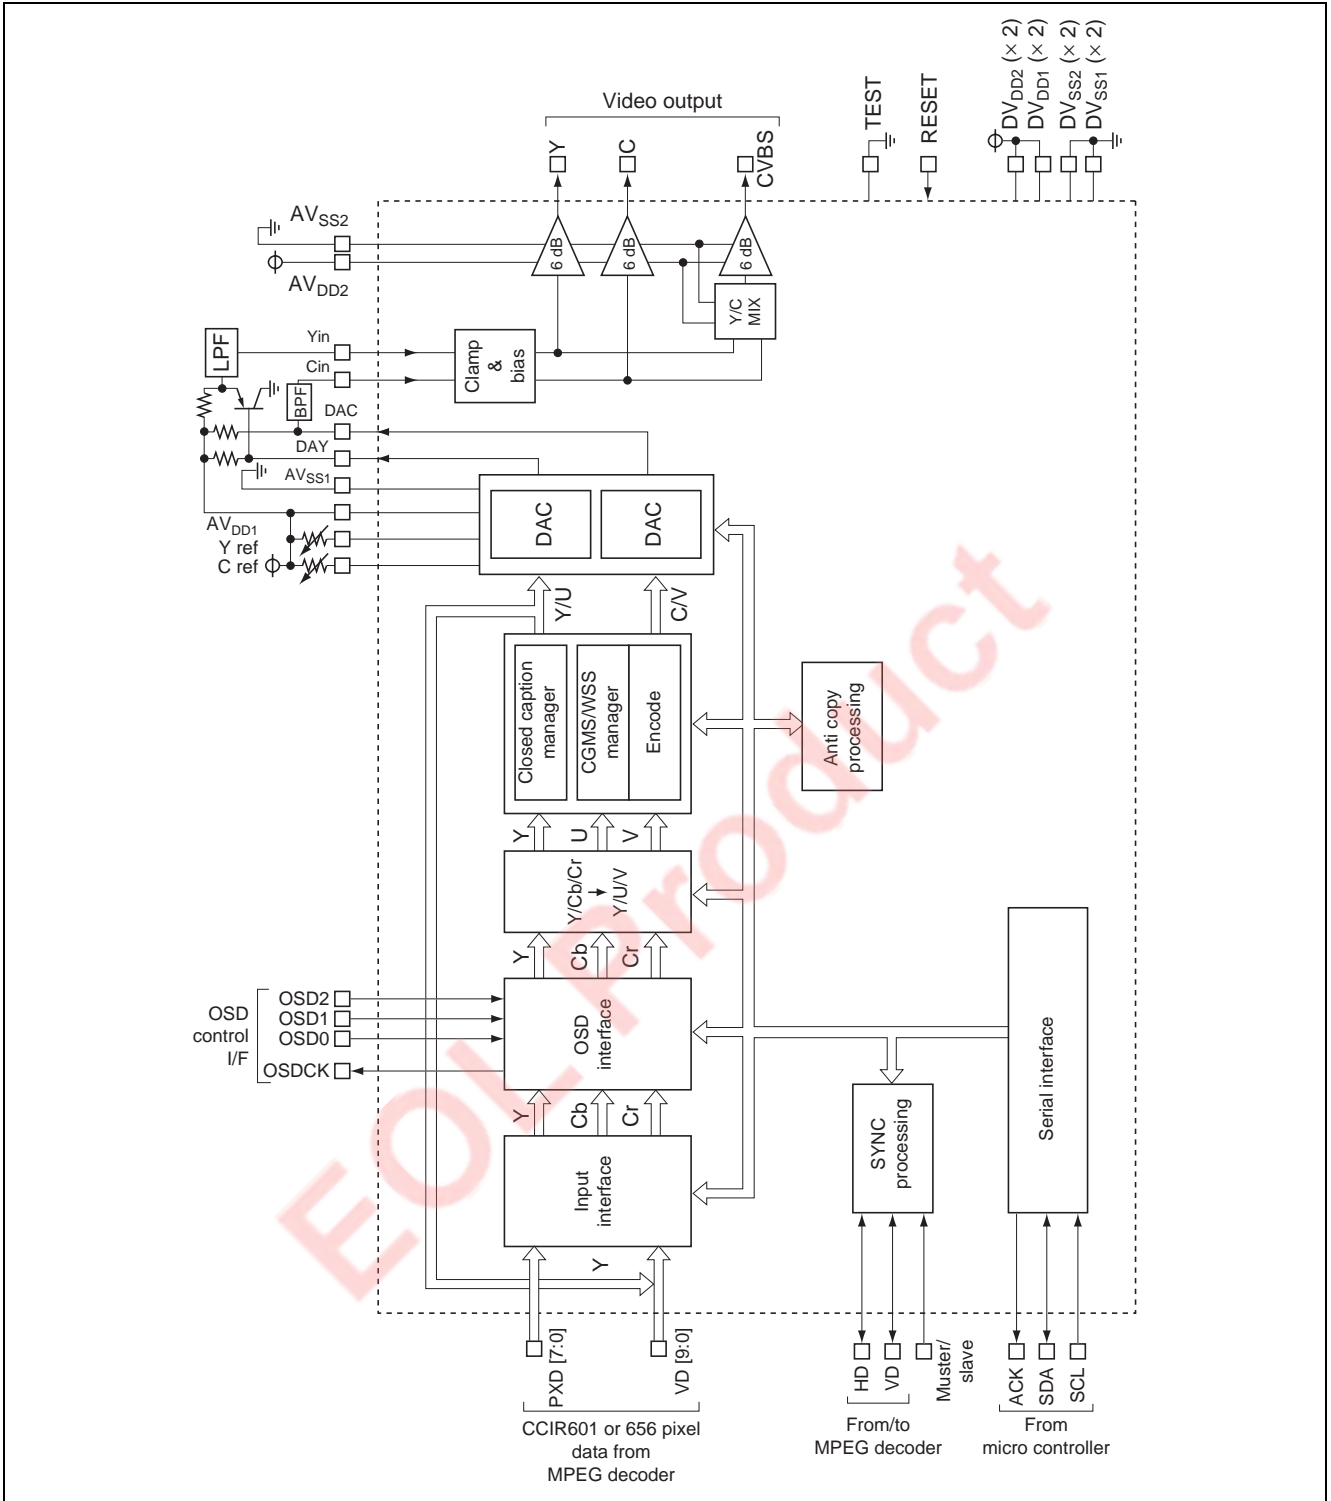 Video output
Y
C
CVBS
TEST
RESET
DVDD2 (× 2)
DVDD1 (× 2)
DVSS2 (× 2)
DVSS1 (× 2)
AVSS2
AVDD2
6 dB
6 dB
6 dB
Y/C
MIX
LPF
Yin
Cin
BPF
Clamp
&
bias
DAC
DAY
AVSS1
AVDD1
Y ref
C ref
DAC
DAC
Y/U
C/V
Closed caption
manager
CGMS/WSS
manager
Encode
Anti copy
processing
Y
U
V
Y/Cb/Cr
Y/U/V
Y
Cb
Cr
OSD
control
I/F
OSD2
OSD1
OSD0
OSDCK
OSD
interface
Y
Cb
Cr
Input
interface
Y
SYNC
processing
Serial interface
PXD [7:0]
VD [9:0]
CCIR601 or 656 pixel
data from
MPEG decoder
HD
VD
Muster/
slave
From/to
MPEG decoder
ACK
SDA
SCL
From
micro controller
EOL Product